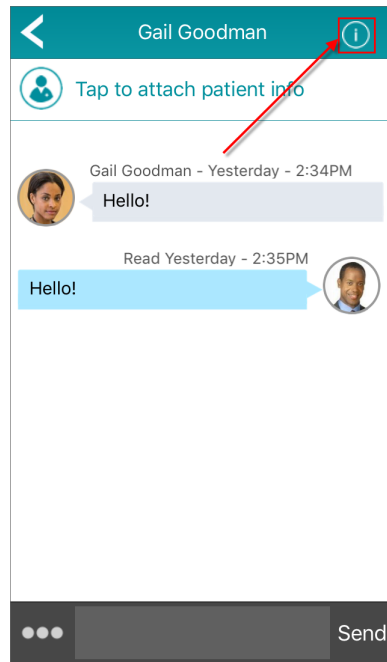 Gail Goodman
Tap to attach patient info
Gail Goodman - Yesterday - 2:34PM
Hello!
Read Yesterday - 2:35PM
Hello!
Send